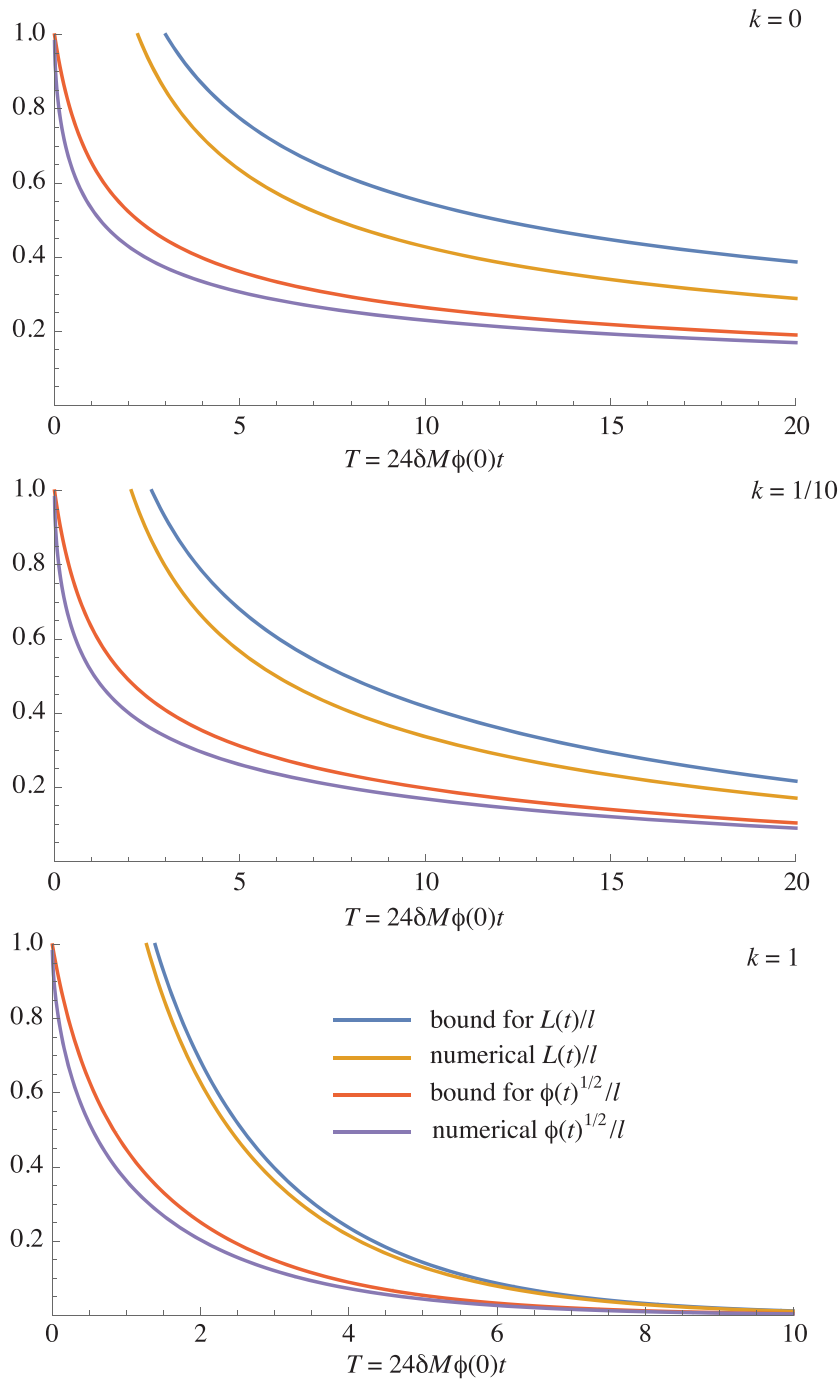 k = 0
1.0
0.8
0.6
0.4
0.2
0 5 10 15 20
T = 24δMϕ(0)t
k = 1/10
1.0
0.8
0.6
0.4
0.2
0 5 10 15 20
T = 24δMϕ(0)t
k = 1
1.0
0.8
0.6
0.4
0.2
bound for L(t)/l
numerical L(t)/l
bound for ϕ(t)^1/2/l
numerical ϕ(t)^1/2/l
0 2 4 6 8 10
T = 24δMϕ(0)t